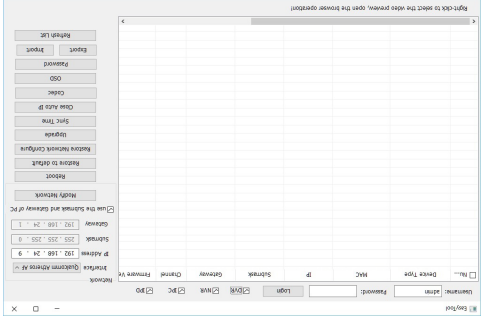 EasyTool
Username: admin Password: Login DVR NVR IPC IPD
Nu... Device Type MAC IP Submask Gateway Channel Firmware Ve
Network
Interface Qualcomm Atheros AF
IP Address 192 . 168 . 24 . 9
Submask 255 . 255 . 255 . 0
Gateway 192 . 168 . 24 . 1
use the Submask and Gateway of PC
Modify Network
Reboot
Restore to default
Restore Network Configure
Upgrade
Sync Time
Close Auto IP
Codec
OSD
Password
Export Import
Refresh List
Right-click to select the video preview, open the browser operation!